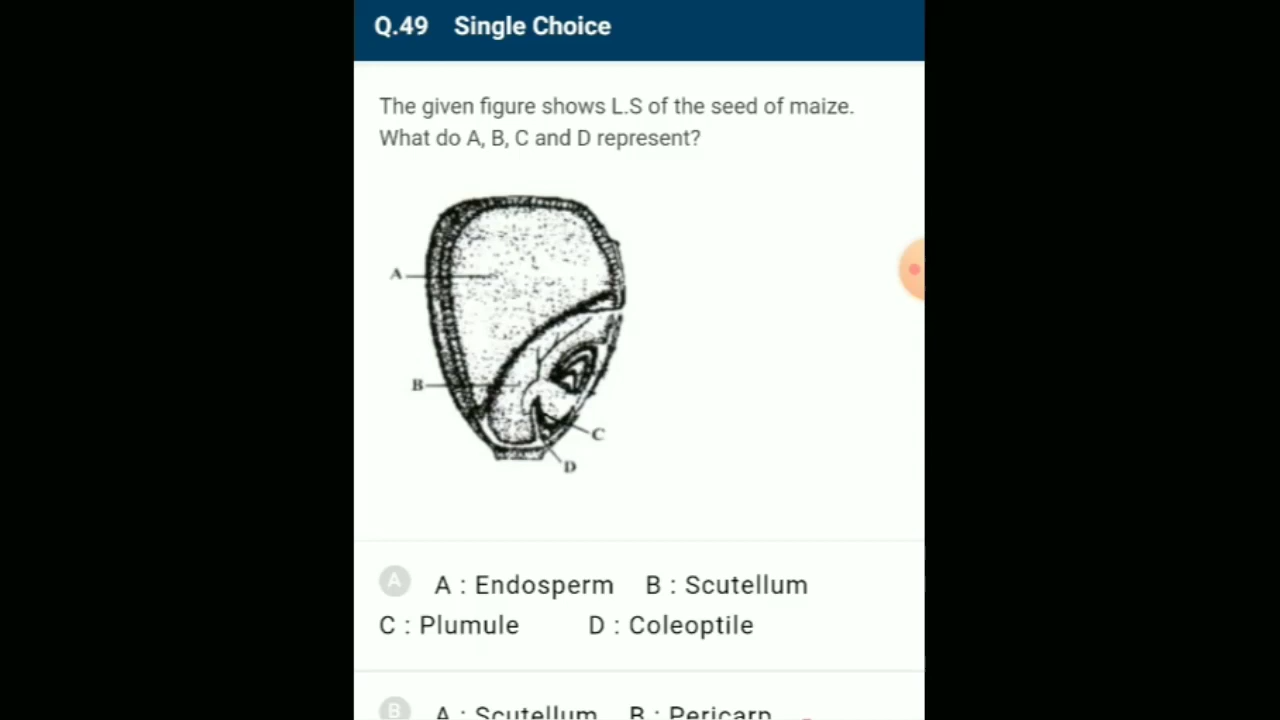 Q.49 Single Choice
The given figure shows L.S of the seed of maize.
What do A, B, C and D represent?
A
B
C
D
A A : Endosperm B : Scutellum
C : Plumule D : Coleoptile
B A : Scutellum B : Pericarp